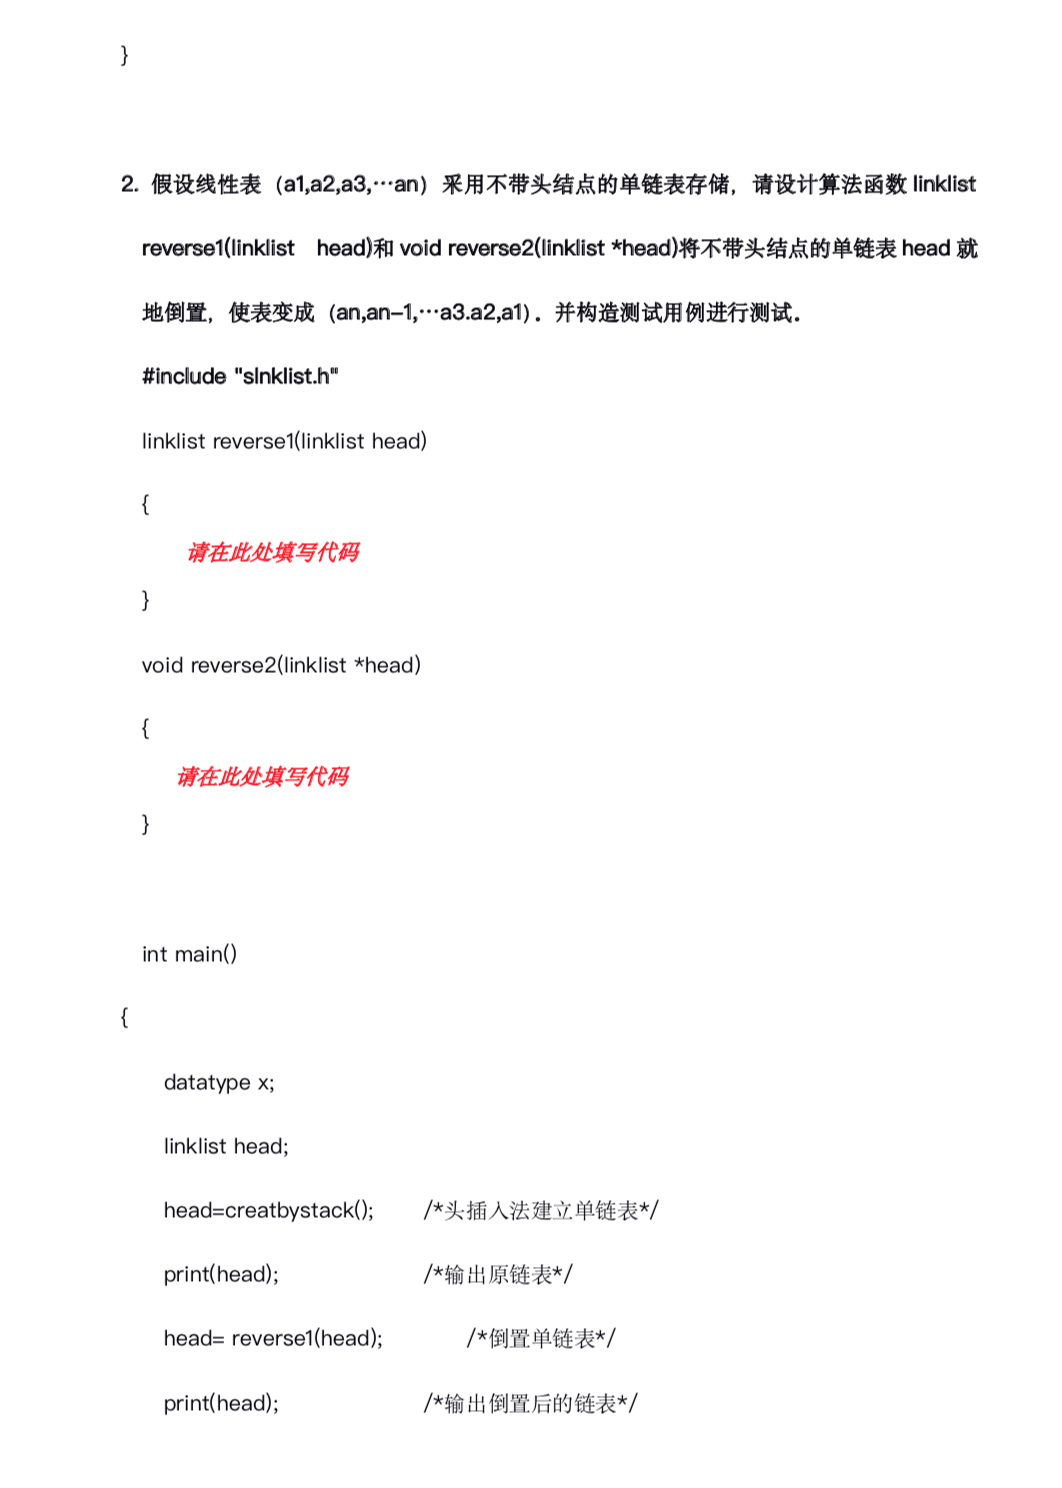 }
2. 假设线性表（a1,a2,a3,…an）采用不带头结点的单链表存储，请设计算法函数 linklist
reverse1(linklist head)和 void reverse2(linklist *head)将不带头结点的单链表 head 就
地倒置，使表变成（an,an-1,…a3.a2,a1）．并构造测试用例进行测试．
#include "slnklist.h"
linklist reverse1(linklist head)
{
请在此处填写代码
}
void reverse2(linklist *head)
{
请在此处填写代码
}
int main()
{
datatype x;
linklist head;
head=creatbystack(); /*头插入法建立单链表*/
print(head); /*输出原链表*/
head= reverse1(head); /*倒置单链表*/
print(head); /*输出倒置后的链表*/